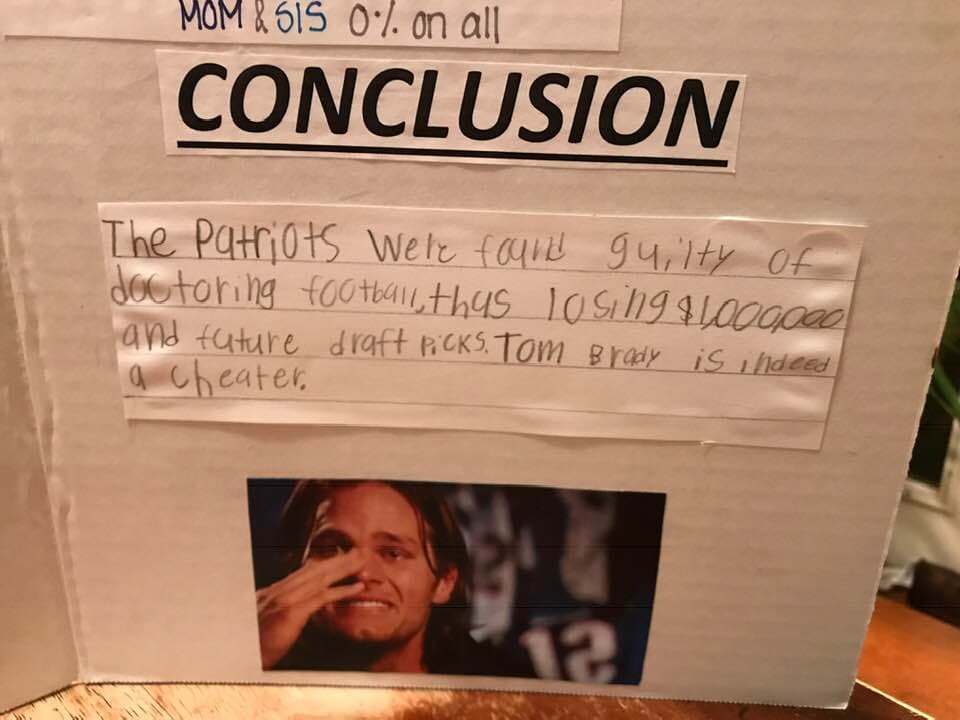 MOM & SIS 0% on all
CONCLUSION
The Patriots were found guilty of
doctoring football, thus losing $1,000,000
and future draft picks. Tom Brady is indeed
a cheater.
12